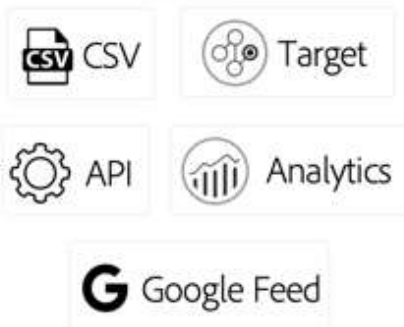 CSV CSV
Target
API
Analytics
G Google Feed